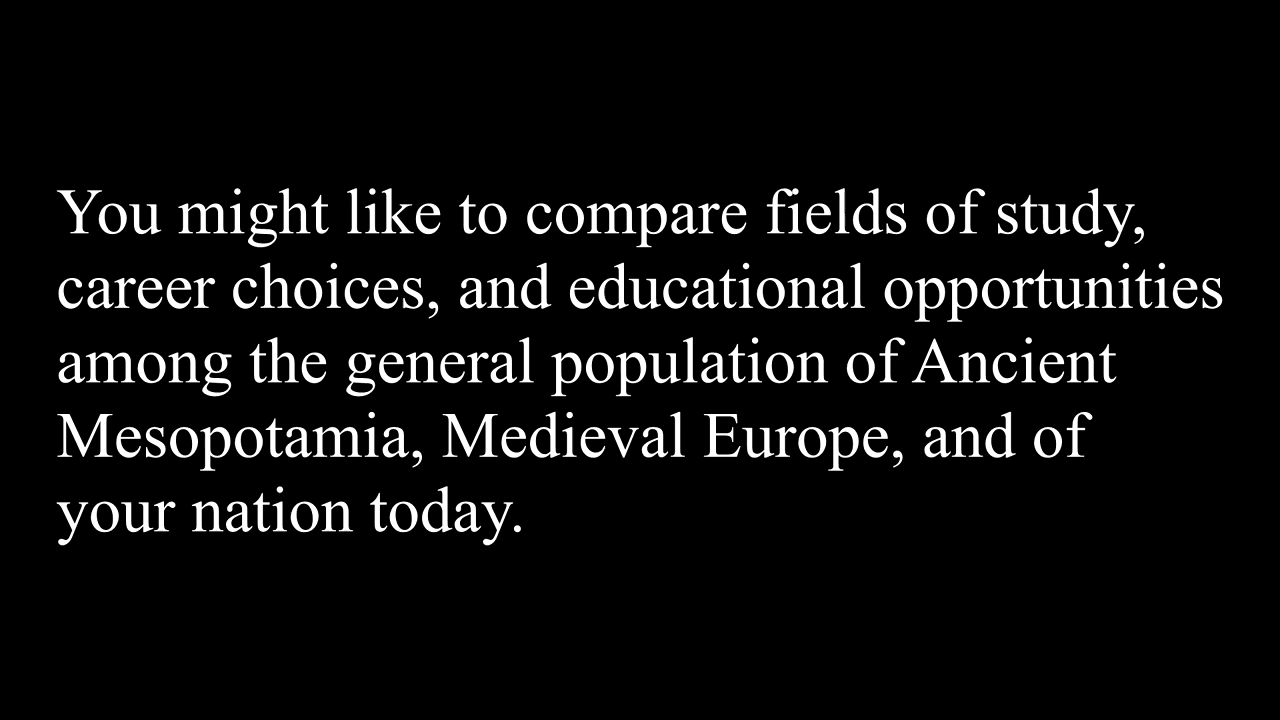 You might like to compare fields of study,
career choices, and educational opportunities
among the general population of Ancient
Mesopotamia, Medieval Europe, and of
your nation today.